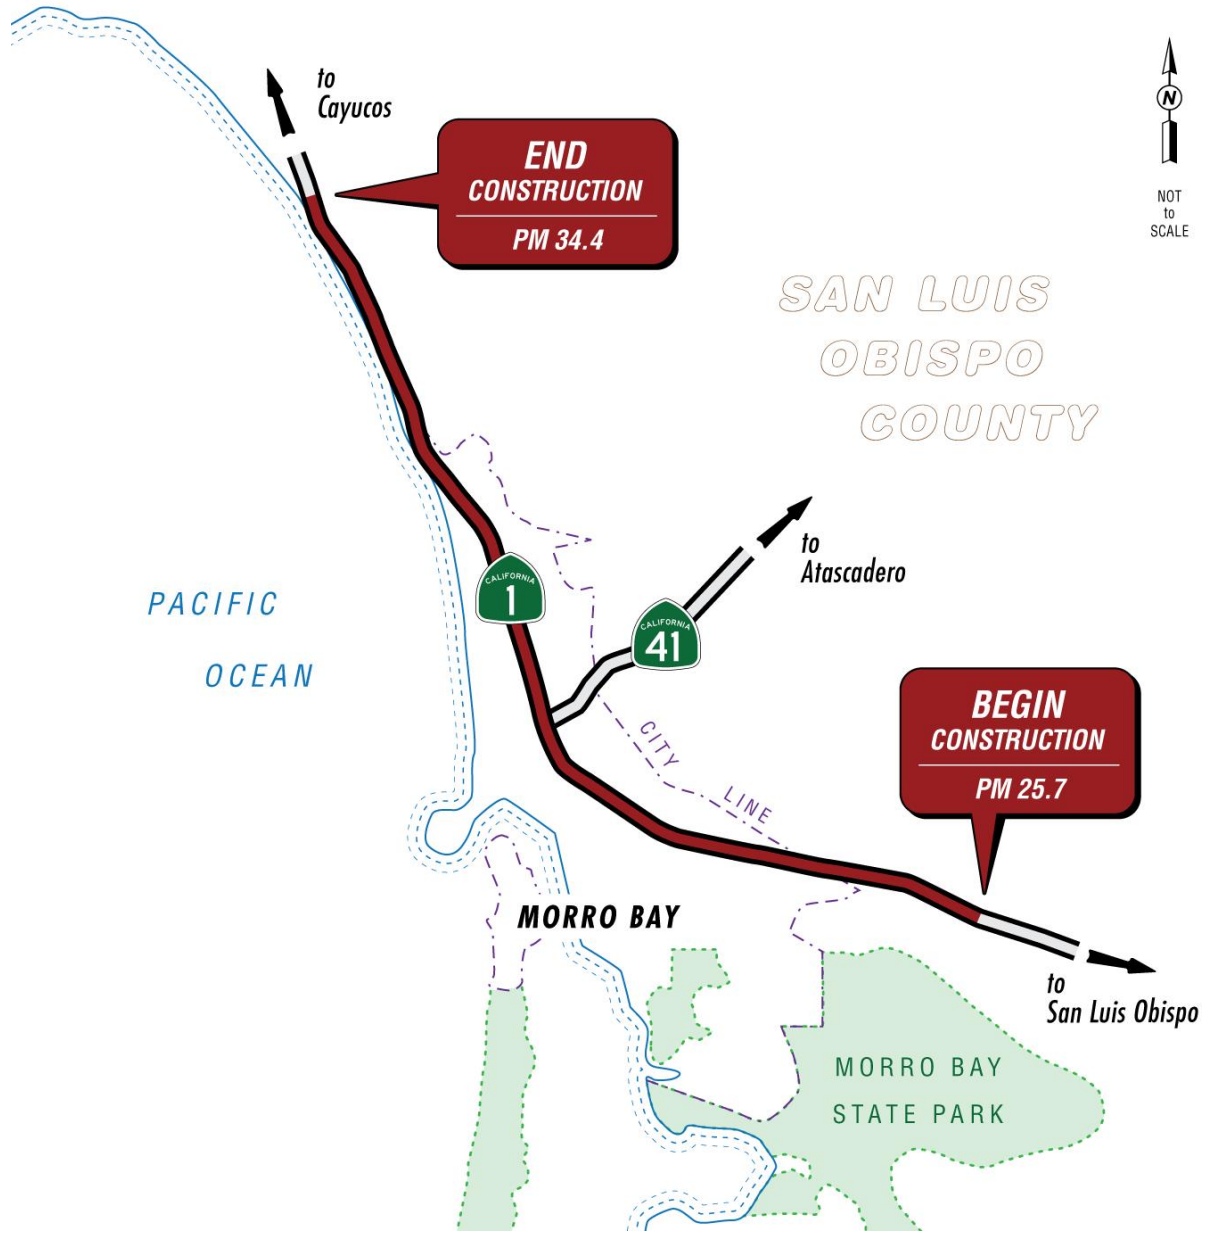 to
Cayucos
END
CONSTRUCTION
PM 34.4
N
NOT
to
SCALE
SAN LUIS
OBISPO
COUNTY
to
Atascadero
CALIFORNIA
1
CALIFORNIA
41
PACIFIC
OCEAN
BEGIN
CONSTRUCTION
PM 25.7
CITY
LINE
MORRO BAY
to
San Luis Obispo
MORRO BAY
STATE PARK